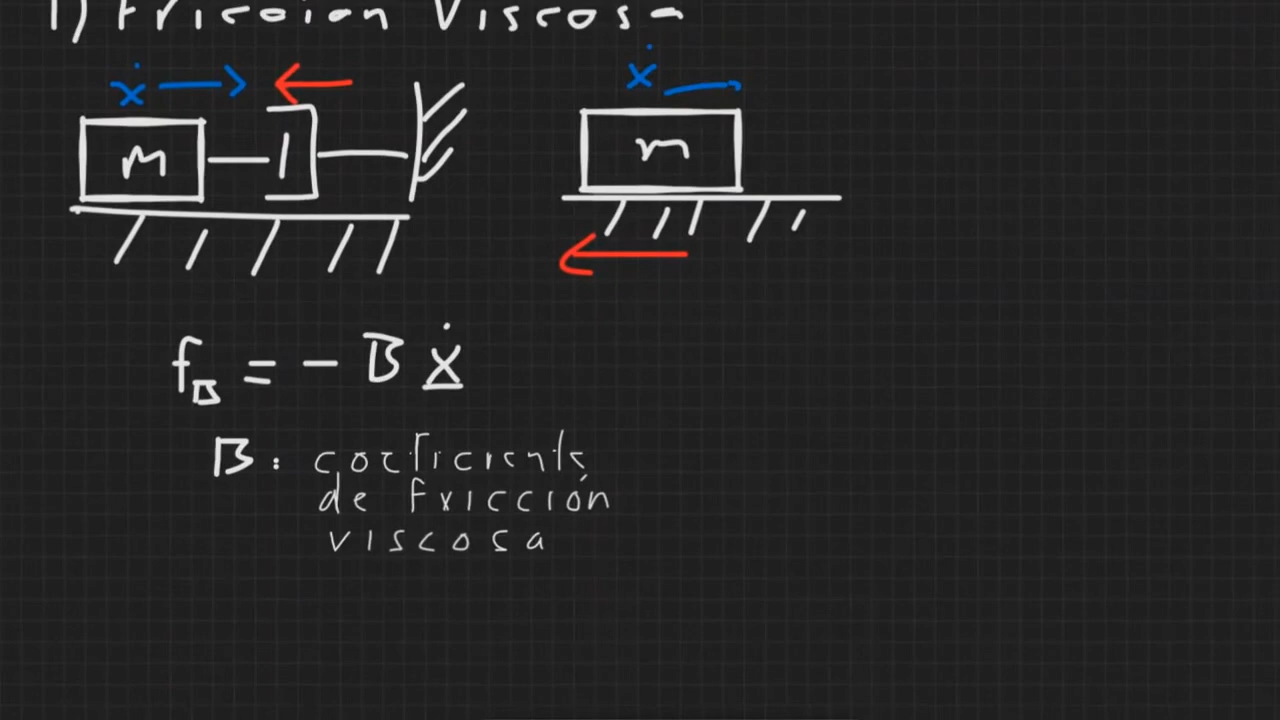 1) Fricción Viscosa
ẋ
ẋ
M
m
f_B = - B ẋ
B : coeficiente
de fricción
viscosa